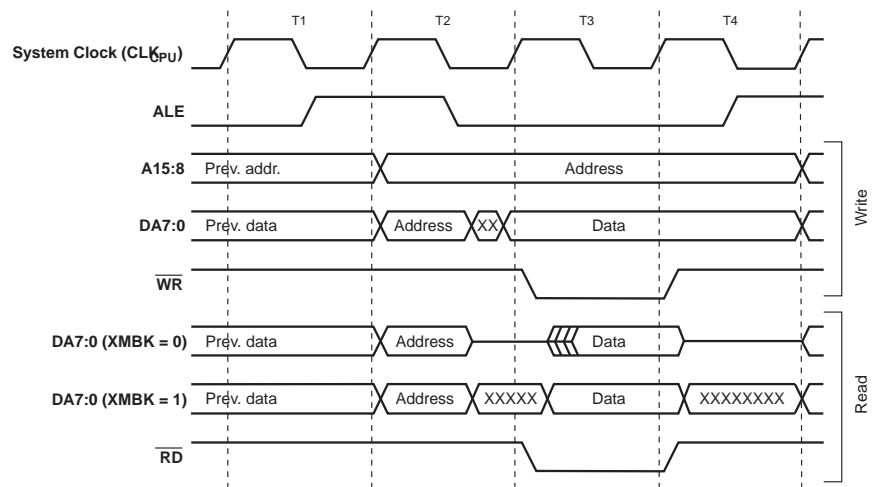 T1 T2 T3 T4
System Clock (CLKCPU)
ALE
A15:8 Prev. addr. Address
DA7:0 Prev. data Address XX Data
WR
Write
DA7:0 (XMBK = 0) Prev. data Address Data
DA7:0 (XMBK = 1) Prev. data Address XXXXX Data XXXXXXXX
RD
Read